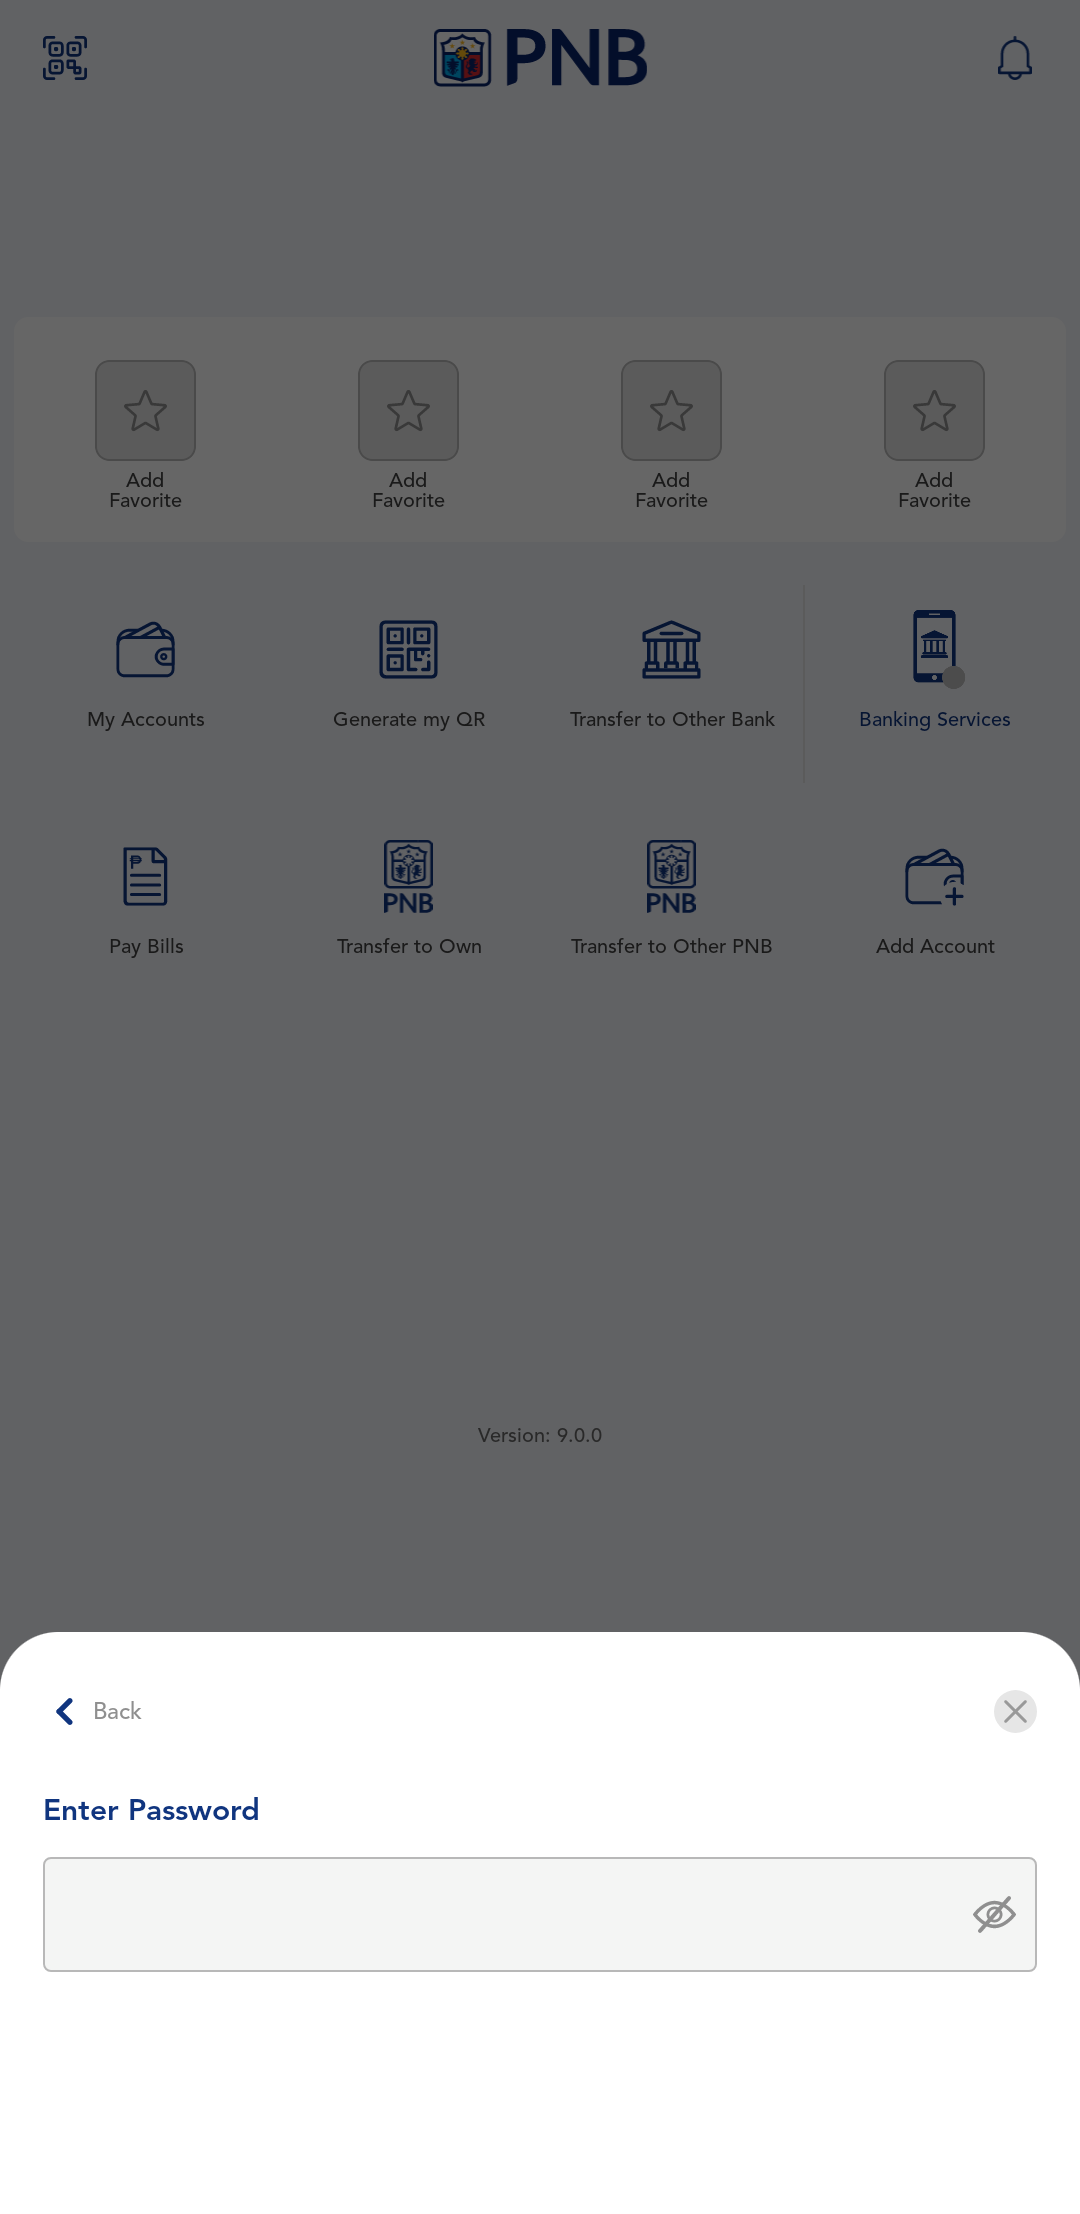 PNB
Add
Favorite
Add
Favorite
Add
Favorite
Add
Favorite
My Accounts
Generate my QR
Transfer to Other Bank
Banking Services
PNB
PNB
Pay Bills
Transfer to Own
Transfer to Other PNB
Add Account
Version: 9.0.0
Back
Enter Password